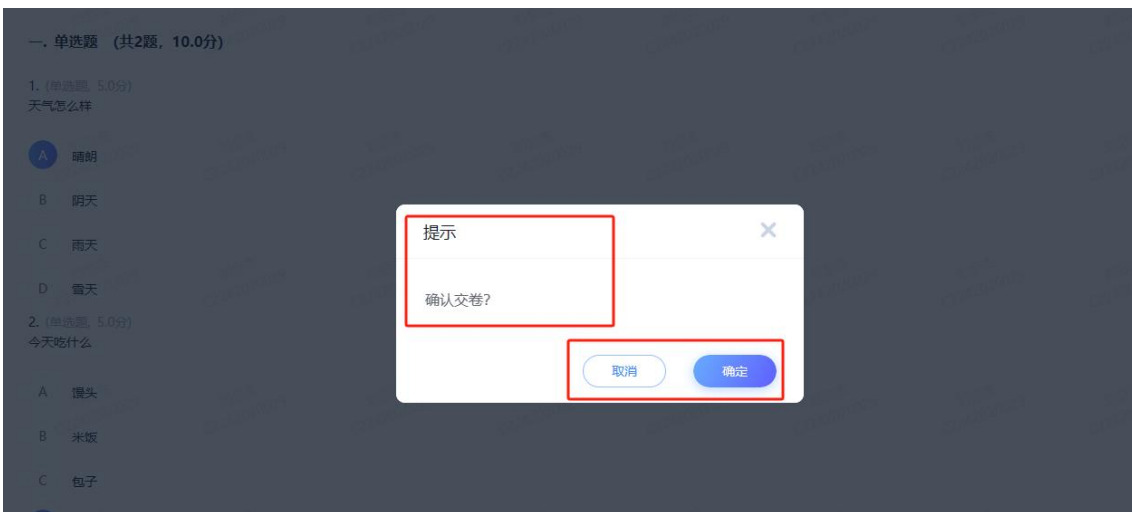 一. 单选题 (共2题, 10.0分)
1. (单选题, 5.0分)
天气怎么样
A 晴朗
B 阴天
C 雨天
D 雪天
2. (单选题, 5.0分)
今天吃什么
A 馒头
B 米饭
C 包子
提示
确认交卷?
取消 确定